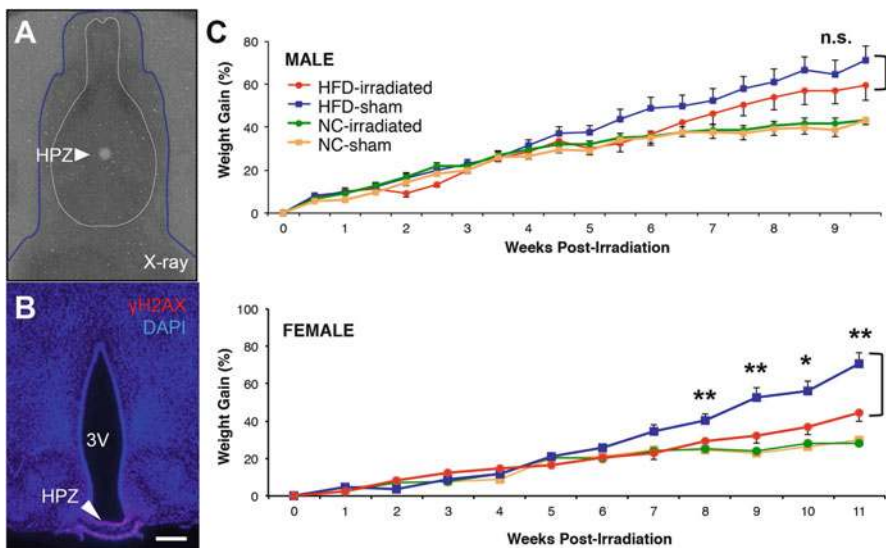 A
HPZ
X-ray
B
γH2AX
DAPI
3V
HPZ
C
MALE
HFD-irradiated
HFD-sham
NC-irradiated
NC-sham
n.s.
Weight Gain (%)
80
60
40
20
0
0 1 2 3 4 5 6 7 8 9
Weeks Post-Irradiation
FEMALE
** ** * **
Weight Gain (%)
100
80
60
40
20
0
0 1 2 3 4 5 6 7 8 9 10 11
Weeks Post-Irradiation